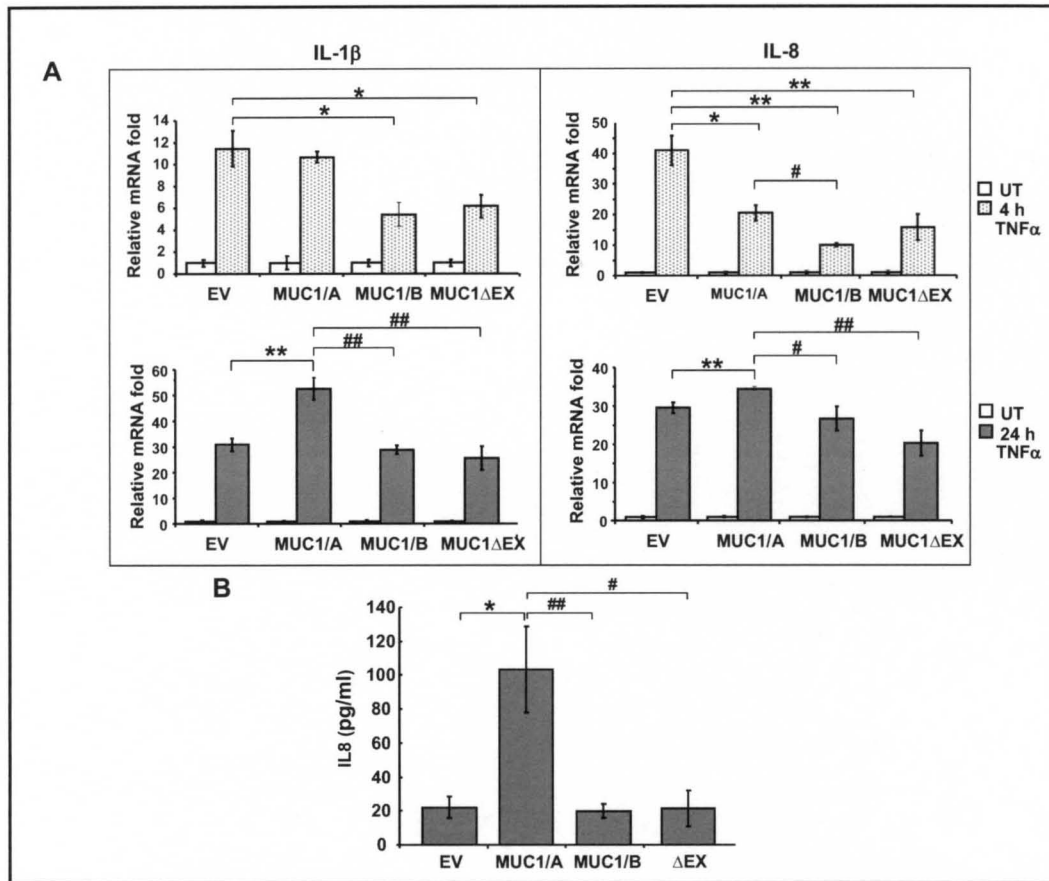 A
IL-1β
IL-8
Relative mRNA fold
14
12
10
8
6
4
2
0
*
*
EV MUC1/A MUC1/B MUC1ΔEX
Relative mRNA fold
50
40
30
20
10
0
**
**
*
#
EV MUC1/A MUC1/B MUC1ΔEX
UT
4 h
TNFα
Relative mRNA fold
60
50
40
30
20
10
0
##
##
**
EV MUC1/A MUC1/B MUC1ΔEX
Relative mRNA fold
40
30
20
10
0
##
#
**
EV MUC1/A MUC1/B MUC1ΔEX
UT
24 h
TNFα
B
IL8 (pg/ml)
140
120
100
80
60
40
20
0
#
* ##
EV MUC1/A MUC1/B ΔEX